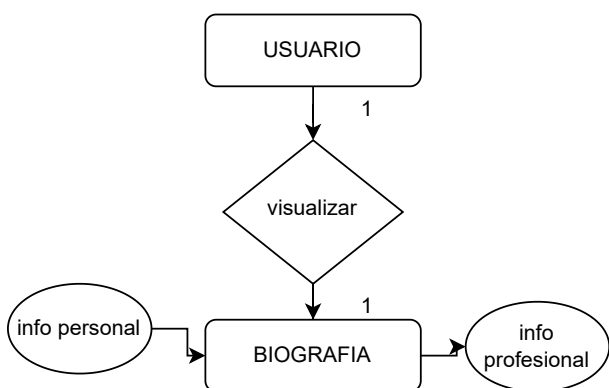 USUARIO
1
visualizar
1
info personal
BIOGRAFIA
info
profesional